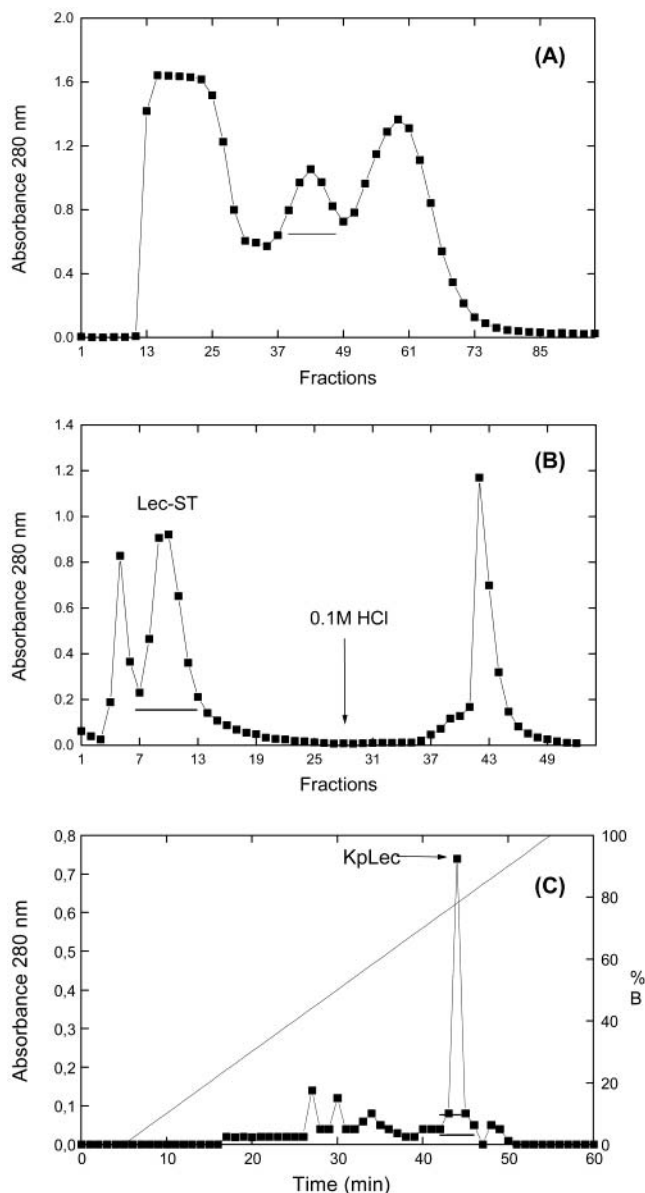 (A)
Absorbance 280 nm
2.0
1.6
1.2
0.8
0.4
0.0
1 13 25 37 49 61 73 85
Fractions
(B)
Absorbance 280 nm
1.4
1.2
1.0
0.8
0.6
0.4
0.2
0.0
Lec-ST
0.1M HCl
1 7 13 19 25 31 37 43 49
Fractions
(C)
Absorbance 280 nm
0,8
0,7
0,6
0,5
0,4
0,3
0,2
0,1
0,0
KpLec
100
80
60
40
20
0
%
B
0 10 20 30 40 50 60
Time (min)